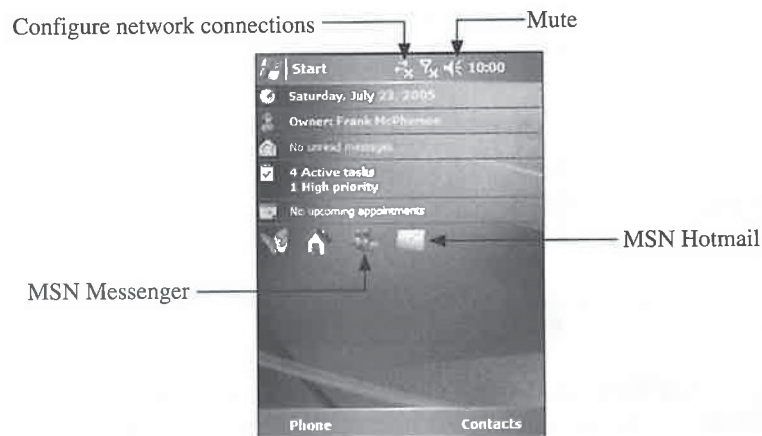 Configure network connections
Mute
Start
10:00
Saturday, July 23, 2005
Owner: Frank McPherson
No unread messages
4 Active tasks
1 High priority
No upcoming appointments
MSN Hotmail
MSN Messenger
Phone
Contacts